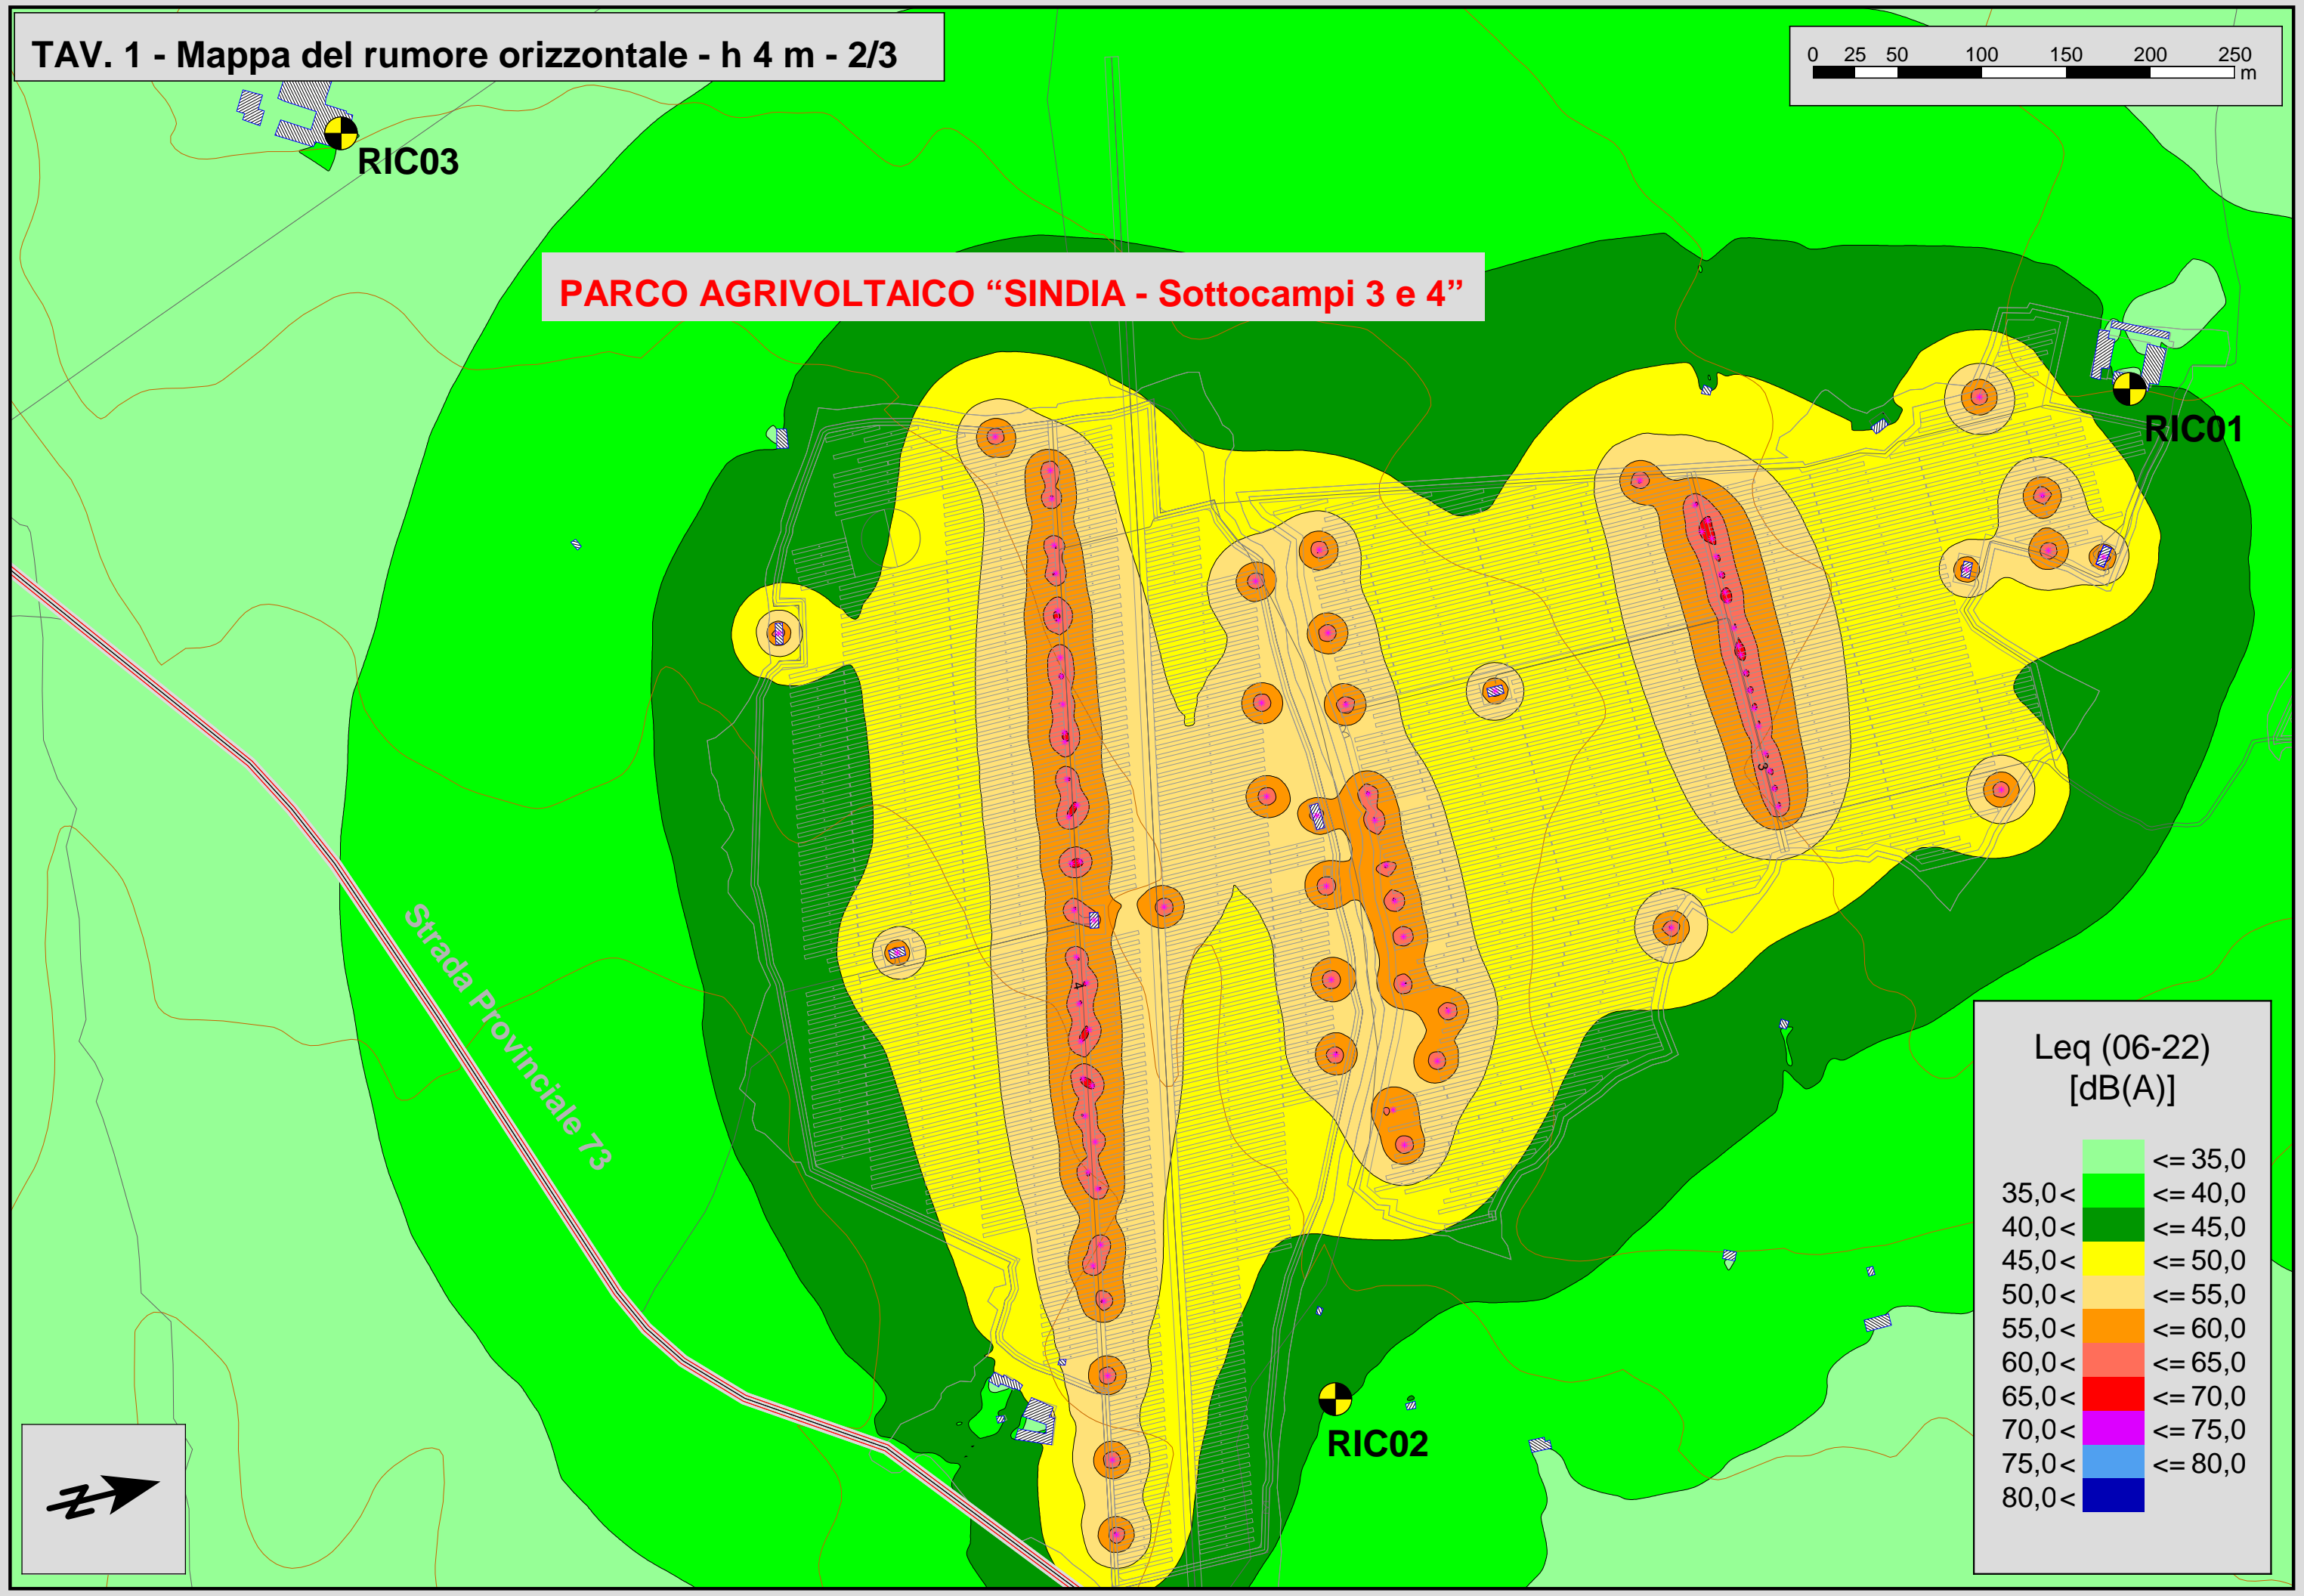 TAV. 1 - Mappa del rumore orizzontale - h 4 m - 2/3
0 25 50 100 150 200 250
m
RIC03
PARCO AGRIVOLTAICO “SINDIA - Sottocampi 3 e 4”
RIC01
3
4
Strada Provinciale 73
RIC02
Leq (06-22)
[dB(A)]
<= 35,0
35,0 < <= 40,0
40,0 < <= 45,0
45,0 < <= 50,0
50,0 < <= 55,0
55,0 < <= 60,0
60,0 < <= 65,0
65,0 < <= 70,0
70,0 < <= 75,0
75,0 < <= 80,0
80,0 <
Z